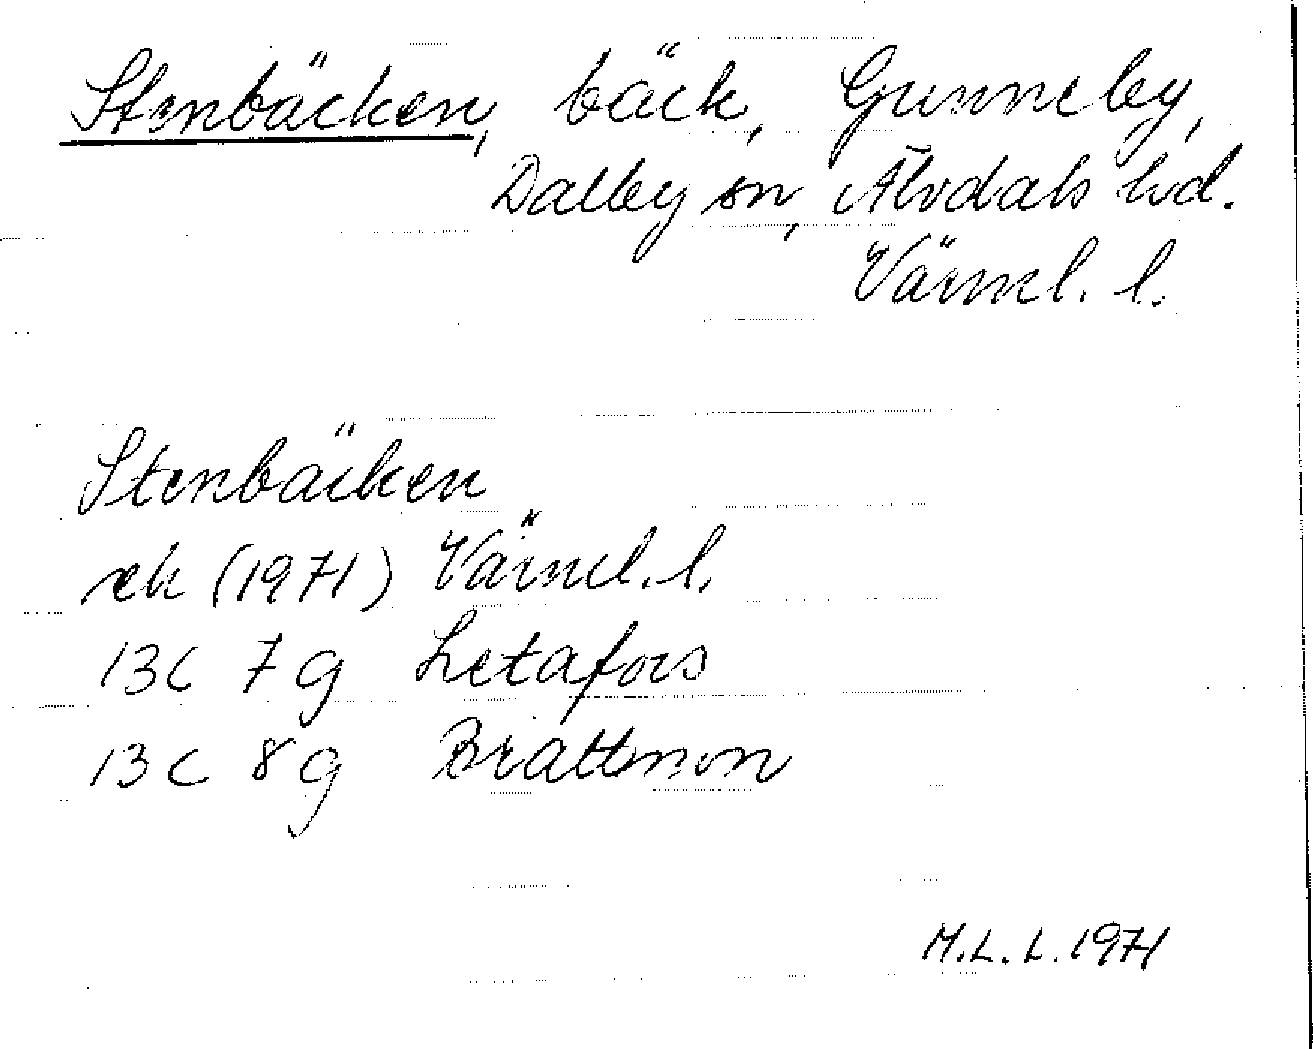 Stenbäcken, bäck, Gunneby,
Dalby sn, Älvdals hd.
Värml. l.
Stenbäcken
ek (1971) Värml. l.
13C 7g Letafors
13C 8g Brattmon
M.L.L. 1971